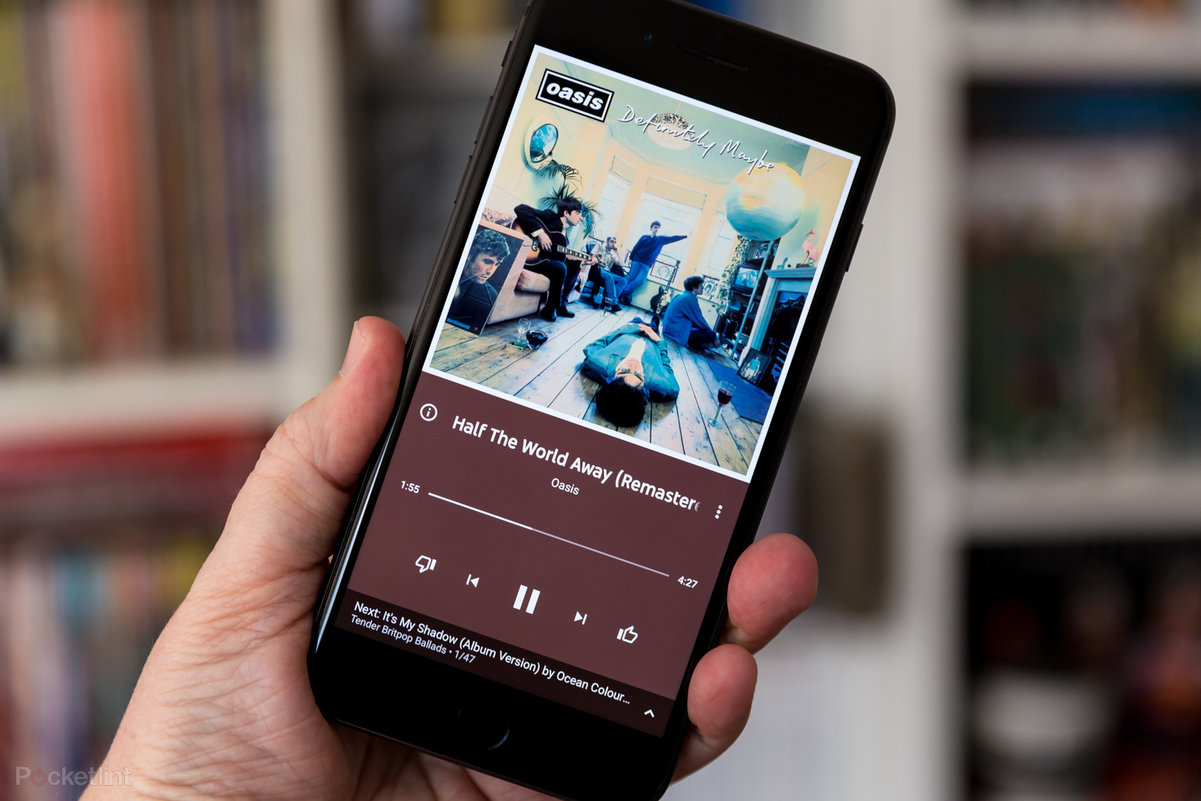 oasis
Definitely Maybe
Half The World Away (Remaster
Oasis
1:55
4:27
Next: It's My Shadow (Album Version) by Ocean Colour...
Tender Britpop Ballads • 1/47
Pocketlint